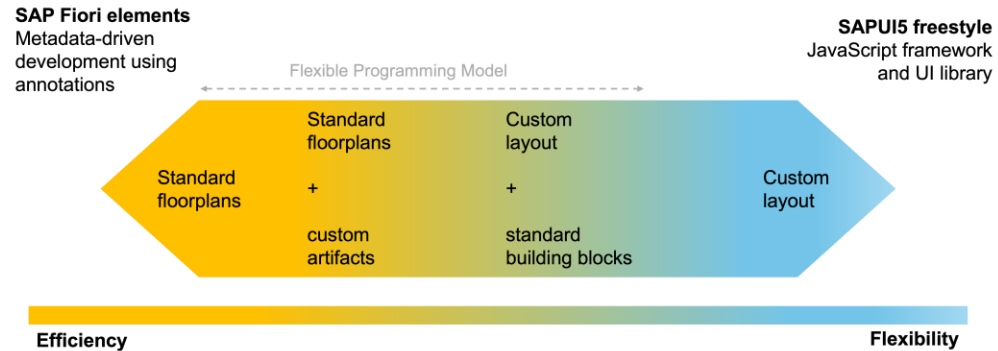 SAP Fiori elements
Metadata-driven
development using
annotations
SAPUI5 freestyle
JavaScript framework
and UI library
Flexible Programming Model
Standard
floorplans
Standard
floorplans
+
custom
artifacts
Custom
layout
+
standard
building blocks
Custom
layout
Efficiency
Flexibility